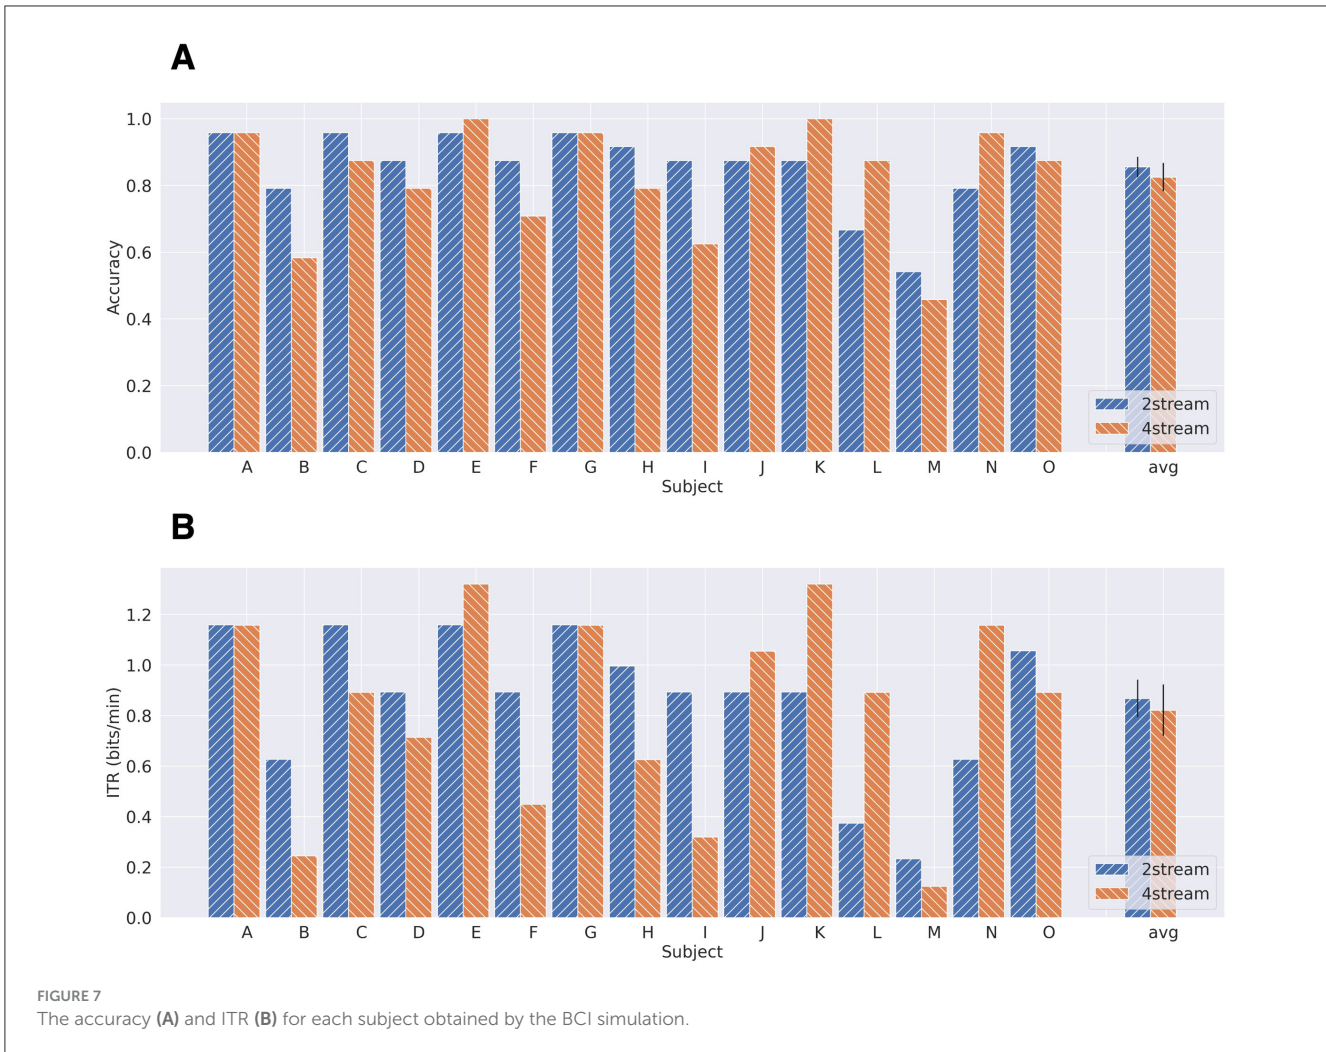 A
1.0
0.8
0.6
0.4
0.2
0.0
Accuracy
2stream
4stream
A B C D E F G H I J K L M N O avg
Subject
B
1.2
1.0
0.8
0.6
0.4
0.2
0.0
ITR (bits/min)
2stream
4stream
A B C D E F G H I J K L M N O avg
Subject
FIGURE 7
The accuracy (A) and ITR (B) for each subject obtained by the BCI simulation.